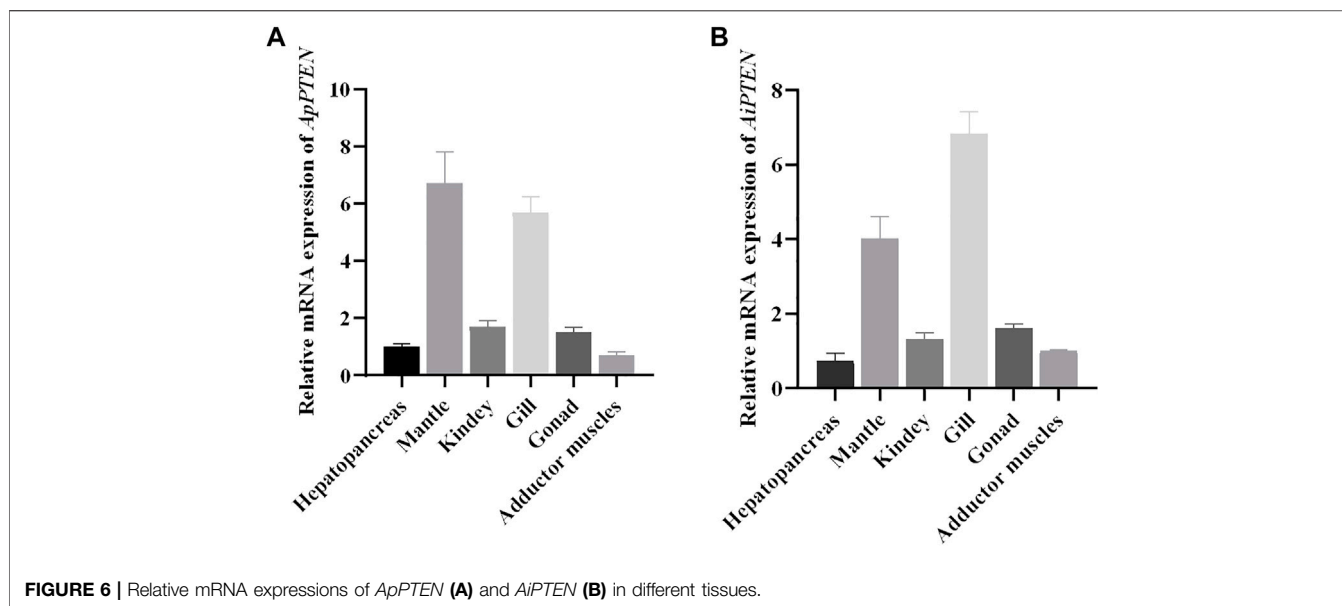 A
Relative mRNA expression of ApPTEN
10
8
6
4
2
0
Hepatopancreas
Mantle
Kindey
Gill
Gonad
Adductor muscles
B
Relative mRNA expression of AiPTEN
8
6
4
2
0
Hepatopancreas
Mantle
Kindey
Gill
Gonad
Adductor muscles
FIGURE 6 | Relative mRNA expressions of ApPTEN (A) and AiPTEN (B) in different tissues.